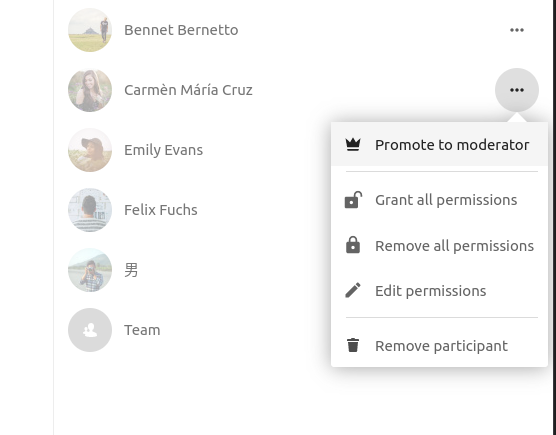 Bennet Bernetto
Carmèn Máría Cruz
Promote to moderator
Emily Evans
Grant all permissions
Felix Fuchs
Remove all permissions
男
Edit permissions
Team
Remove participant